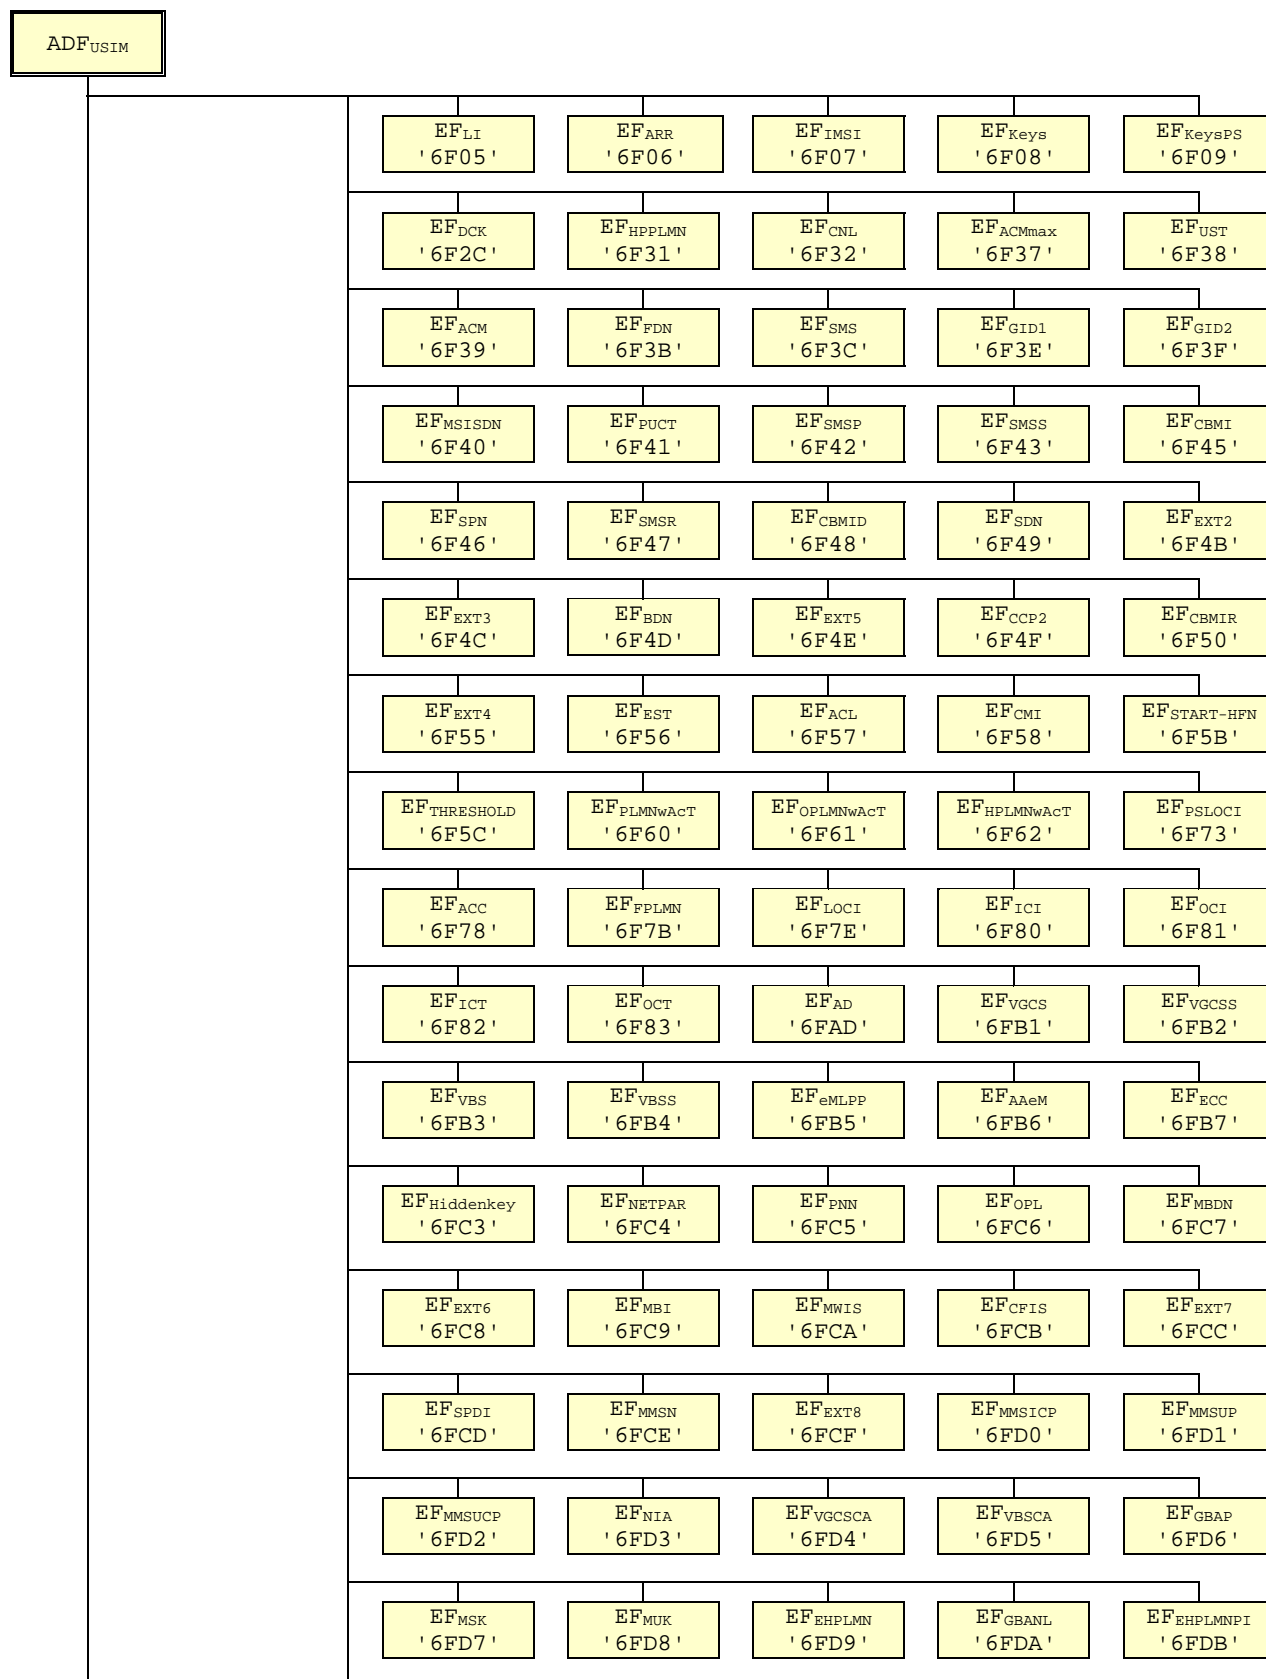 ADFUSIM
EFLI EFARR EFIMSI EFKeys EFKeysPS
'6F05' '6F06' '6F07' '6F08' '6F09'
EFDCK EFHPPLMN EFCNL EFACMmax EFUST
'6F2C' '6F31' '6F32' '6F37' '6F38'
EFACM EFFDN EFSMS EFGID1 EFGID2
'6F39' '6F3B' '6F3C' '6F3E' '6F3F'
EFMSISDN EFPUCT EFSMSP EFSMSS EFCBMI
'6F40' '6F41' '6F42' '6F43' '6F45'
EFSPN EFSMSR EFCBMID EFSDN EFEXT2
'6F46' '6F47' '6F48' '6F49' '6F4B'
EFEXT3 EFBDN EFEXT5 EFCCP2 EFCBMIR
'6F4C' '6F4D' '6F4E' '6F4F' '6F50'
EFEXT4 EFEST EFACL EFCMI EFSTART-HFN
'6F55' '6F56' '6F57' '6F58' '6F5B'
EFTHRESHOLD EFPLMNwAcT EFOPLMNwAcT EFHPLMNwAcT EFPSLOCI
'6F5C' '6F60' '6F61' '6F62' '6F73'
EFACC EFFPLMN EFLOCI EFICI EFOCI
'6F78' '6F7B' '6F7E' '6F80' '6F81'
EFICT EFOCT EFAD EFVGCS EFVGCSS
'6F82' '6F83' '6FAD' '6FB1' '6FB2'
EFVBS EFVBSS EFeMLPP EFAAeM EFECC
'6FB3' '6FB4' '6FB5' '6FB6' '6FB7'
EFHiddenkey EFNETPAR EFPNN EFOPL EFMBDN
'6FC3' '6FC4' '6FC5' '6FC6' '6FC7'
EFEXT6 EFMBI EFMWIS EFCFIS EFEXT7
'6FC8' '6FC9' '6FCA' '6FCB' '6FCC'
EFSPDI EFMMSN EFEXT8 EFMMSICP EFMMSUP
'6FCD' '6FCE' '6FCF' '6FD0' '6FD1'
EFMMSUCP EFNIA EFVGCSCA EFVBSCA EFGBAP
'6FD2' '6FD3' '6FD4' '6FD5' '6FD6'
EFMSK EFMUK EFEHPLMN EFGBANL EFEHPLMNPI
'6FD7' '6FD8' '6FD9' '6FDA' '6FDB'